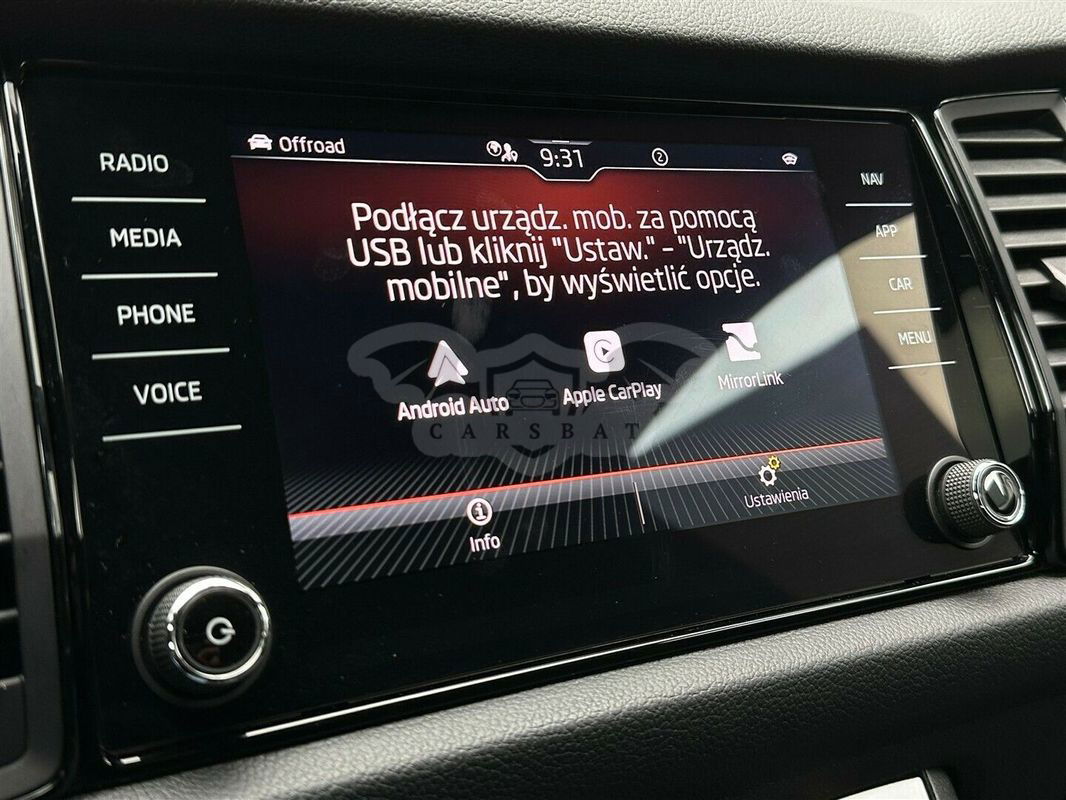 RADIO
MEDIA
PHONE
VOICE
Offroad
9:31
2
Podłącz urządz. mob. za pomocą
USB lub kliknij "Ustaw." - "Urządz.
mobilne", by wyświetlić opcje.
Android Auto
Apple CarPlay
MirrorLink
CARSBAT
Info
Ustawienia
NAV
APP
CAR
MENU